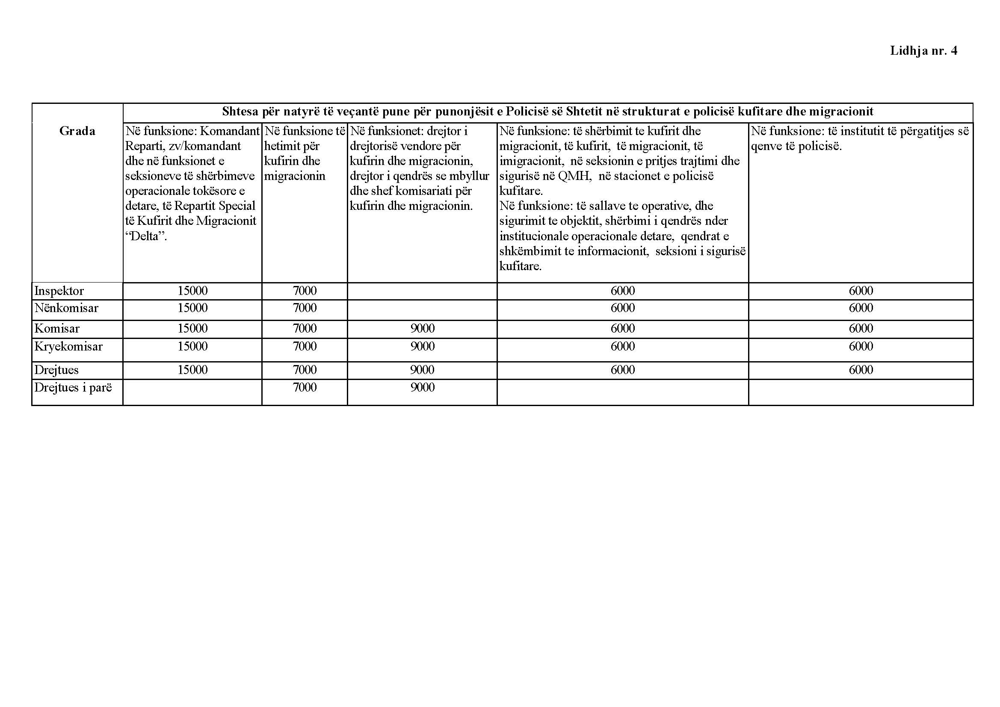 Lidhja nr. 4
Shtesa për natyrë të veçantë pune për punonjësit e Policisë së Shtetit në strukturat e policisë kufitare dhe migracionit
Grada
Në funksione: Komandant
Reparti, zv/komandant
dhe në funksionet e
seksioneve të shërbimeve
operacionale tokësore e
detare, të Repartit Special
të Kufirit dhe Migracionit
“Delta”.
Në funksione të
hetimit për
kufirin dhe
migracionin
Në funksionet: drejtor i
drejtorisë vendore për
kufirin dhe migracionin,
drejtor i qendrës se mbyllur
dhe shef komisariati për
kufirin dhe migracionin.
Në funksione: të shërbimit te kufirit dhe
migracionit, të kufirit, të migracionit, të
imigracionit, në seksionin e pritjes trajtimi dhe
sigurisë në QMH, në stacionet e policisë
kufitare.
Në funksione: të sallave te operative, dhe
sigurimit te objektit, shërbimi i qendrës nder
institucionale operacionale detare, qendrat e
shkëmbimit te informacionit, seksioni i sigurisë
kufitare.
Në funksione: të institutit të përgatitjes së
qenve të policisë.
Inspektor 15000 7000 6000 6000
Nënkomisar 15000 7000 6000 6000
Komisar 15000 7000 9000 6000 6000
Kryekomisar 15000 7000 9000 6000 6000
Drejtues 15000 7000 9000 6000 6000
Drejtues i parë 7000 9000